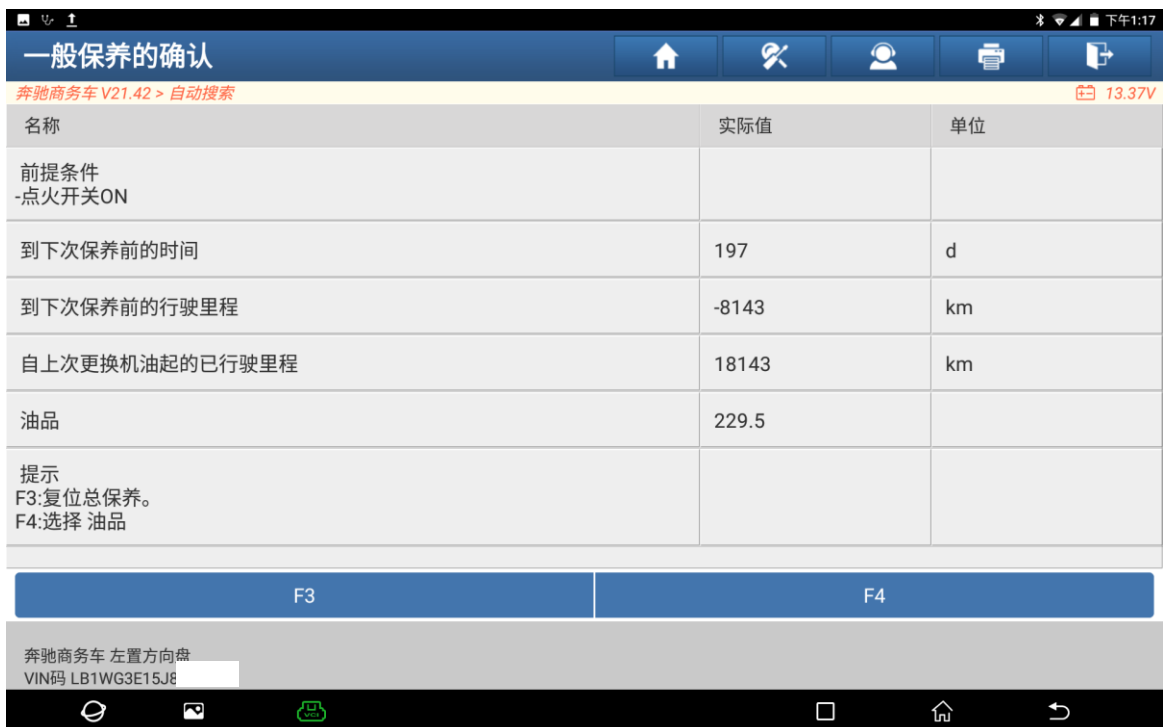 下午1:17
一般保养的确认
奔驰商务车 V21.42 > 自动搜索
13.37V
名称 实际值 单位
前提条件
-点火开关ON
到下次保养前的时间 197 d
到下次保养前的行驶里程 -8143 km
自上次更换机油起的已行驶里程 18143 km
油品 229.5
提示
F3:复位总保养。
F4:选择 油品
F3 F4
奔驰商务车 左置方向盘
VIN码 LB1WG3E15J8
VCI